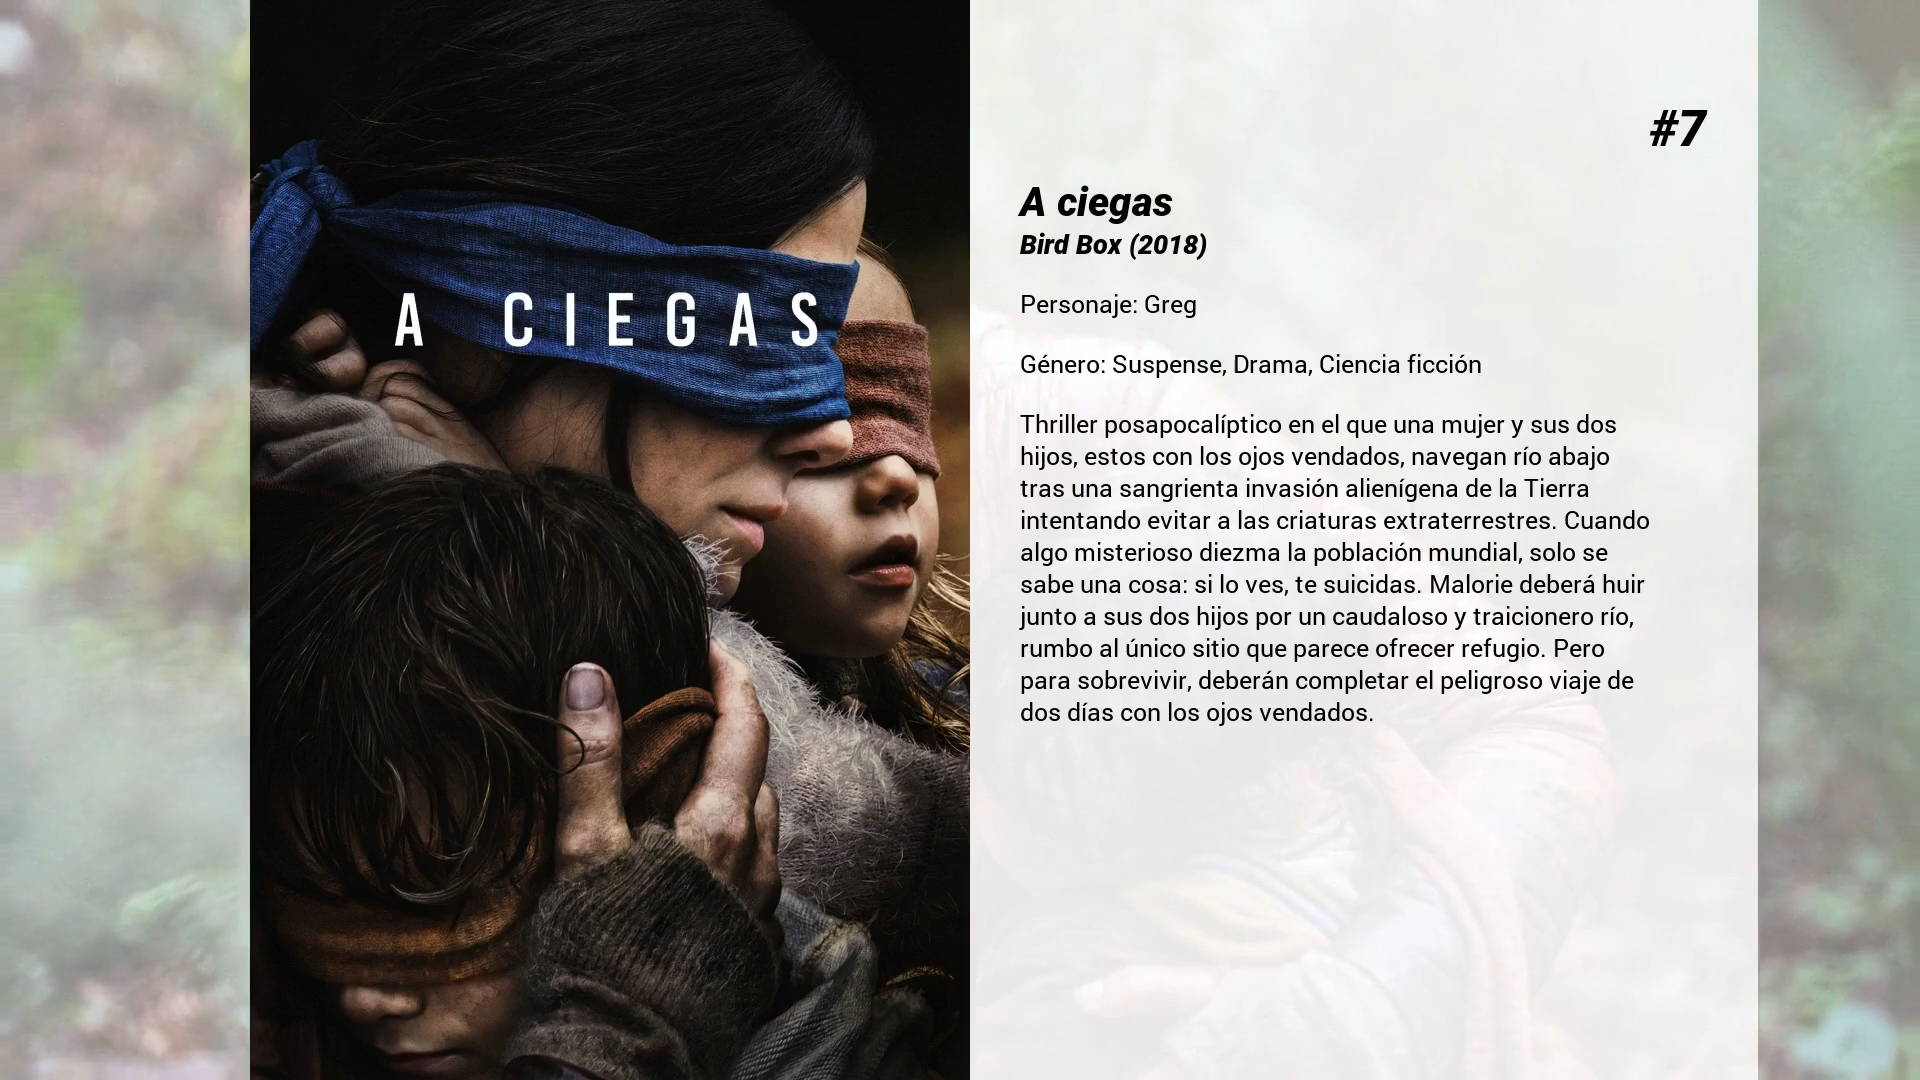 A CIEGAS
#7
A ciegas
Bird Box (2018)
Personaje: Greg
Género: Suspense, Drama, Ciencia ficción
Thriller posapocalíptico en el que una mujer y sus dos
hijos, estos con los ojos vendados, navegan río abajo
tras una sangrienta invasión alienígena de la Tierra
intentando evitar a las criaturas extraterrestres. Cuando
algo misterioso diezma la población mundial, solo se
sabe una cosa: si lo ves, te suicidas. Malorie deberá huir
junto a sus dos hijos por un caudaloso y traicionero río,
rumbo al único sitio que parece ofrecer refugio. Pero
para sobrevivir, deberán completar el peligroso viaje de
dos días con los ojos vendados.